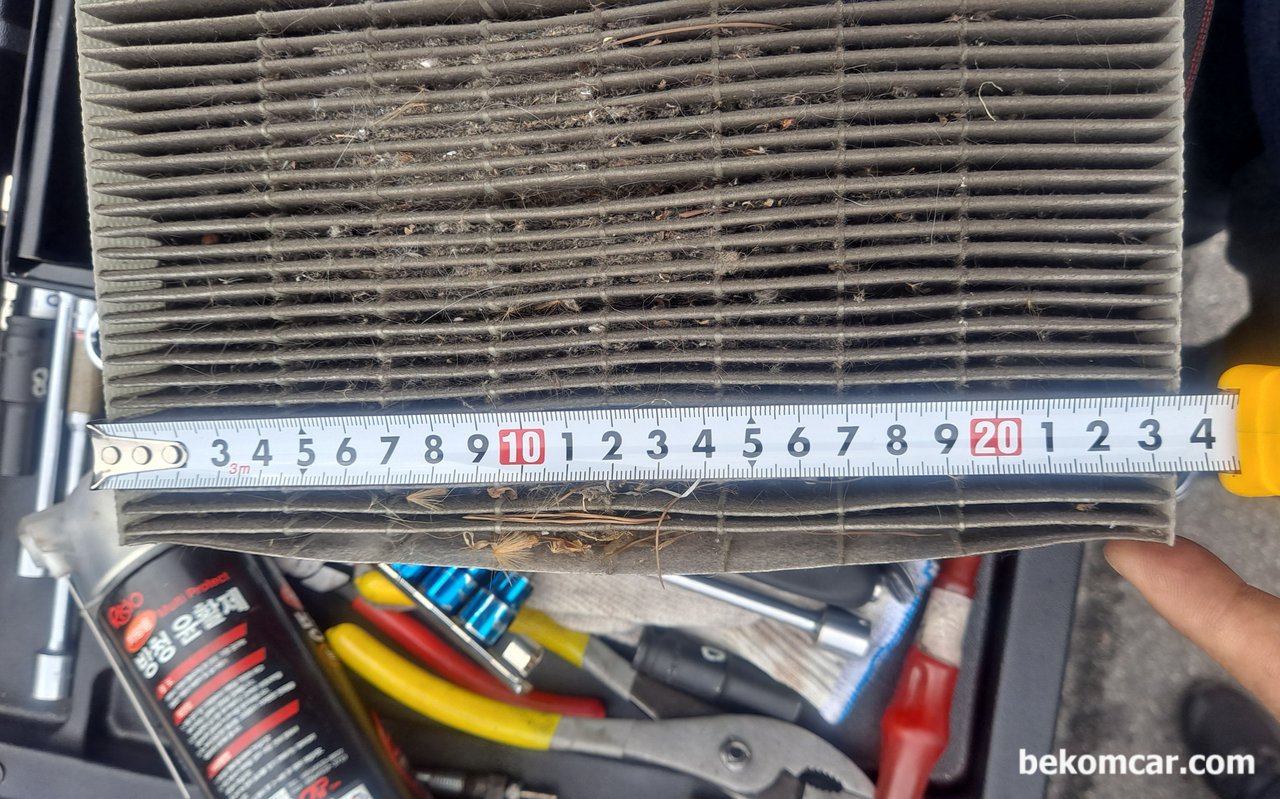 3 4 5 6 7 8 9 10 1 2 3 4 5 6 7 8 9 20 1 2 3 4
3m
Multi Protect
방청 윤활제
bekomcar.com